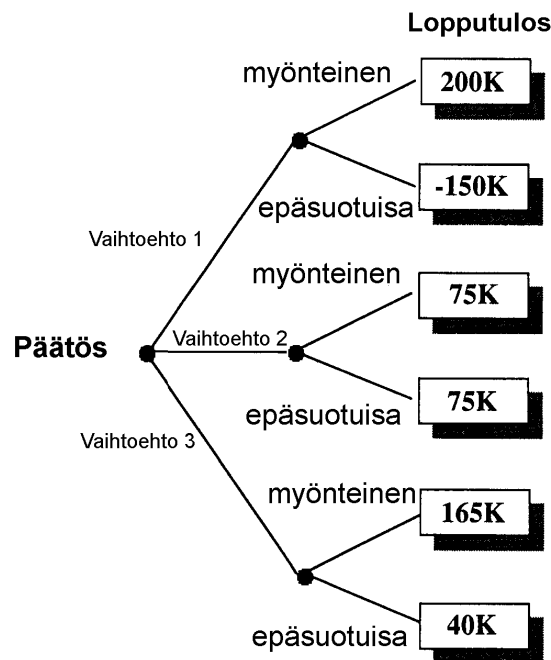 Lopputulos
myönteinen
200K
-150K
epäsuotuisa
Vaihtoehto 1
myönteinen
75K
Vaihtoehto 2
Päätös
75K
epäsuotuisa
Vaihtoehto 3
myönteinen
165K
epäsuotuisa
40K